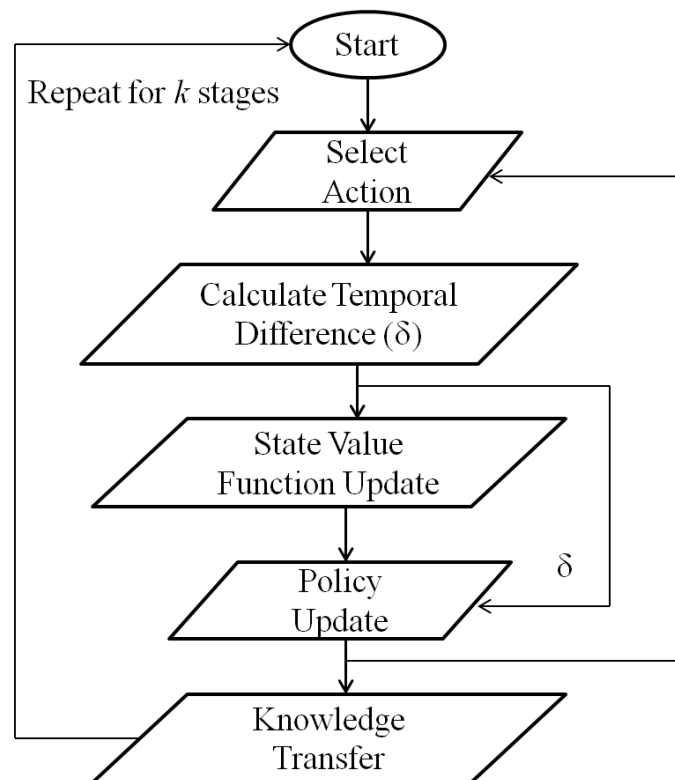 Start
Repeat for k stages
Select
Action
Calculate Temporal
Difference (δ)
State Value
Function Update
Policy
Update
δ
Knowledge
Transfer